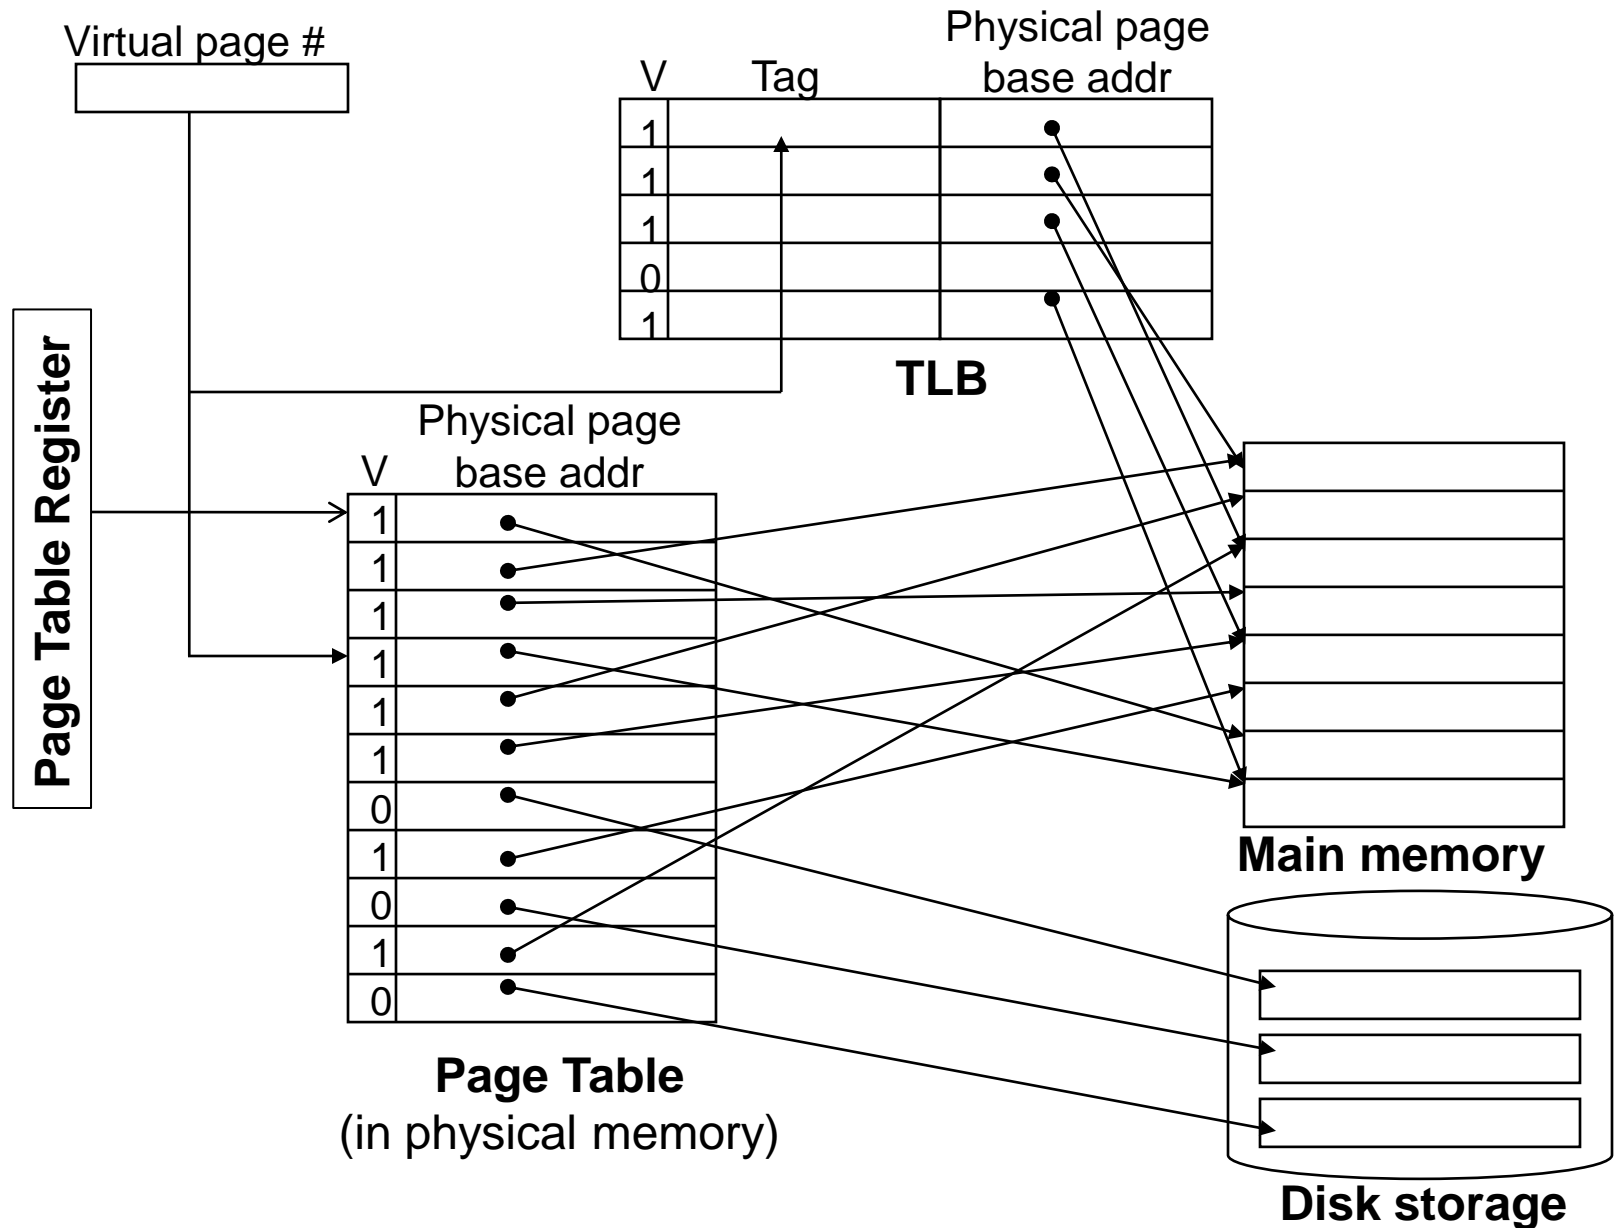 Virtual page #
Physical page
base addr
V
Tag
1
1
1
0
1
TLB
Page Table Register
Physical page
base addr
V
1
1
1
1
1
1
0
1
0
1
0
Page Table
(in physical memory)
Main memory
Disk storage